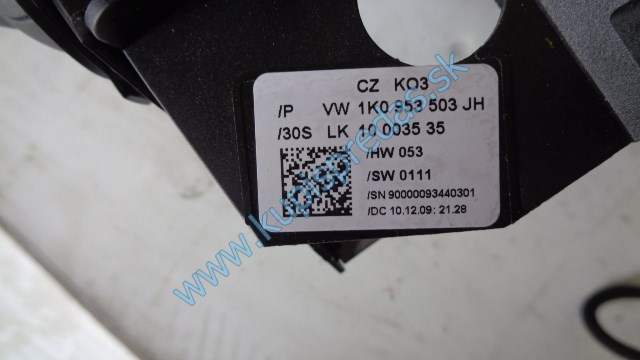 CZ KO3
/P VW 1K0 953 503 JH
/30S LK 10 0035 35
/HW 053
/SW 0111
/SN 90000093440301
/DC 10.12.09; 21.28
www.kupispredas.sk